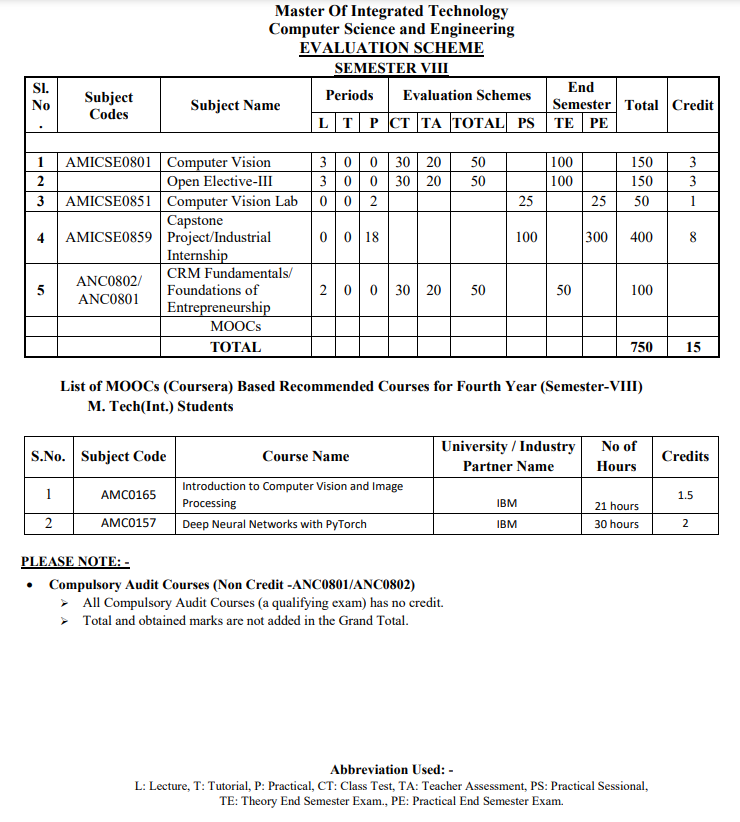 Master Of Integrated Technology
Computer Science and Engineering
EVALUATION SCHEME
SEMESTER VIII
Sl. No . Subject Codes Subject Name Periods Evaluation Schemes End Semester Total Credit
L T P CT TA TOTAL PS TE PE
1 AMICSE0801 Computer Vision 3 0 0 30 20 50 100 150 3
2 Open Elective-III 3 0 0 30 20 50 100 150 3
3 AMICSE0851 Computer Vision Lab 0 0 2 25 25 50 1
4 AMICSE0859 Capstone Project/Industrial Internship 0 0 18 100 300 400 8
5 ANC0802/ ANC0801 CRM Fundamentals/ Foundations of Entrepreneurship 2 0 0 30 20 50 50 100
MOOCs
TOTAL 750 15
List of MOOCs (Coursera) Based Recommended Courses for Fourth Year (Semester-VIII)
M. Tech(Int.) Students
S.No. Subject Code Course Name University / Industry Partner Name No of Hours Credits
1 AMC0165 Introduction to Computer Vision and Image Processing IBM 21 hours 1.5
2 AMC0157 Deep Neural Networks with PyTorch IBM 30 hours 2
PLEASE NOTE: -
• Compulsory Audit Courses (Non Credit -ANC0801/ANC0802)
➢ All Compulsory Audit Courses (a qualifying exam) has no credit.
➢ Total and obtained marks are not added in the Grand Total.
Abbreviation Used: -
L: Lecture, T: Tutorial, P: Practical, CT: Class Test, TA: Teacher Assessment, PS: Practical Sessional,
TE: Theory End Semester Exam., PE: Practical End Semester Exam.